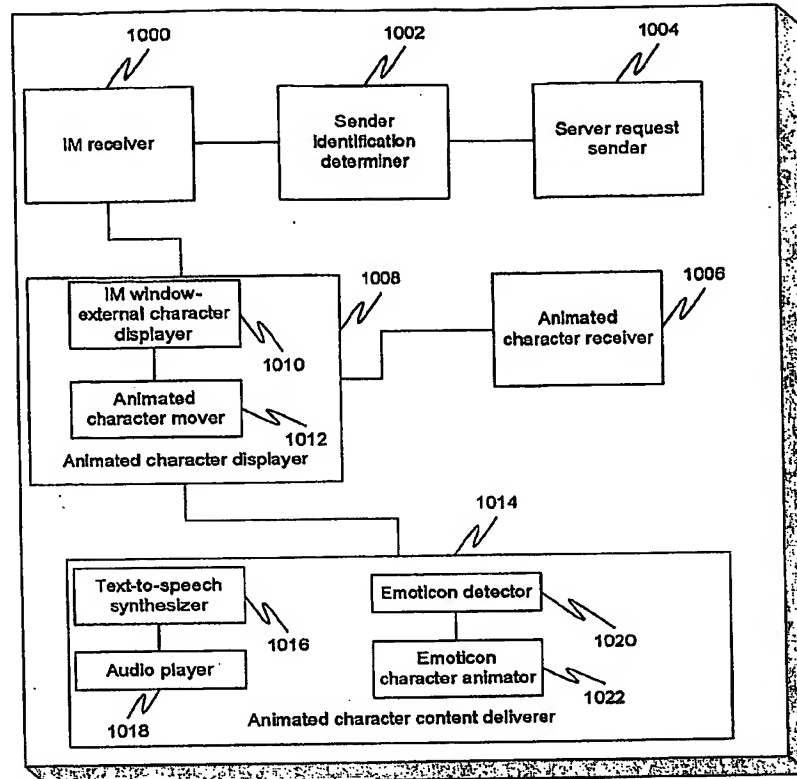 1000
1002
1004
IM receiver
Sender
identification
determiner
Server request
sender
1008
1006
IM window-
external character
displayer
1010
Animated
character receiver
Animated
character mover
1012
Animated character displayer
1014
Text-to-speech
synthesizer
1016
Emoticon detector
1020
Audio player
1018
Emoticon
character animator
1022
Animated character content deliverer